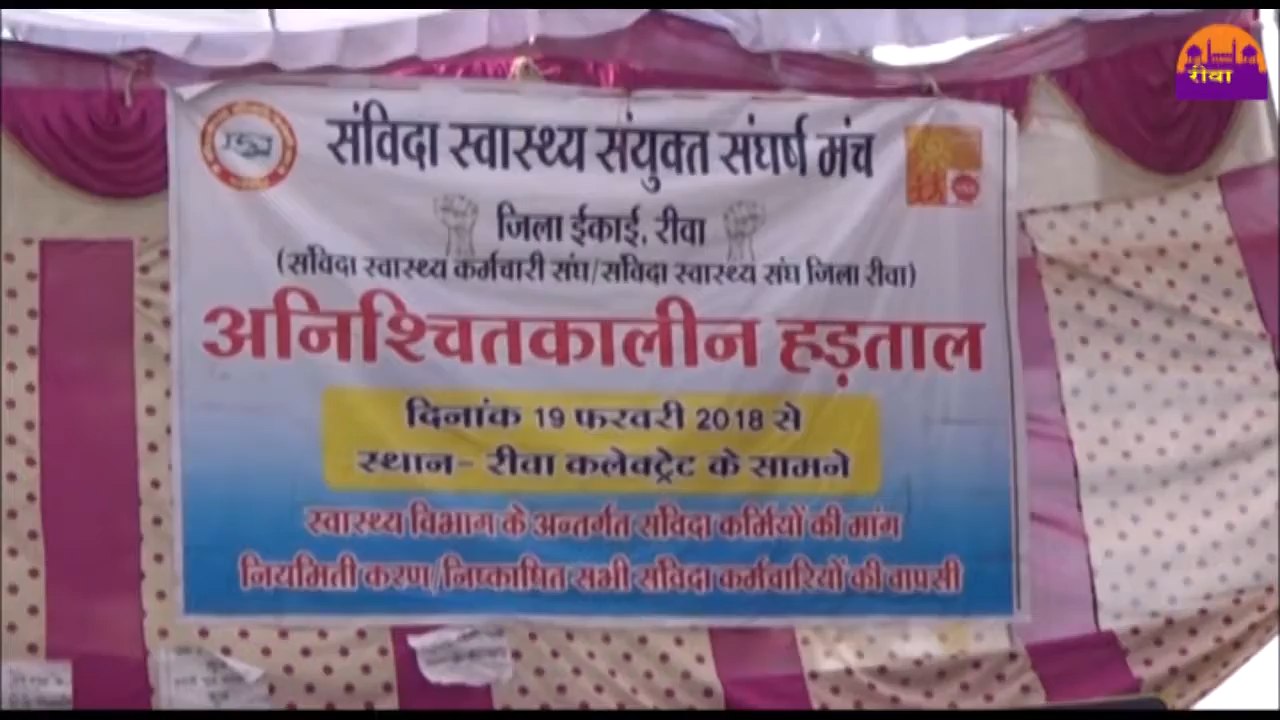 रीवा
संविदा स्वास्थ्य संयुक्त संघर्ष मंच
जिला ईकाई, रीवा
(संविदा स्वास्थ्य कर्मचारी संघ/संविदा स्वास्थ्य संघ जिला रीवा)
अनिश्चितकालीन हड़ताल
दिनांक 19 फरवरी 2018 से
स्थान- रीवा कलेक्ट्रेट के सामने
स्वास्थ्य विभाग के अन्तर्गत संविदा कर्मियों की मांग
नियमिती करण/निष्काषित सभी संविदा कर्मचारियों की वापसी